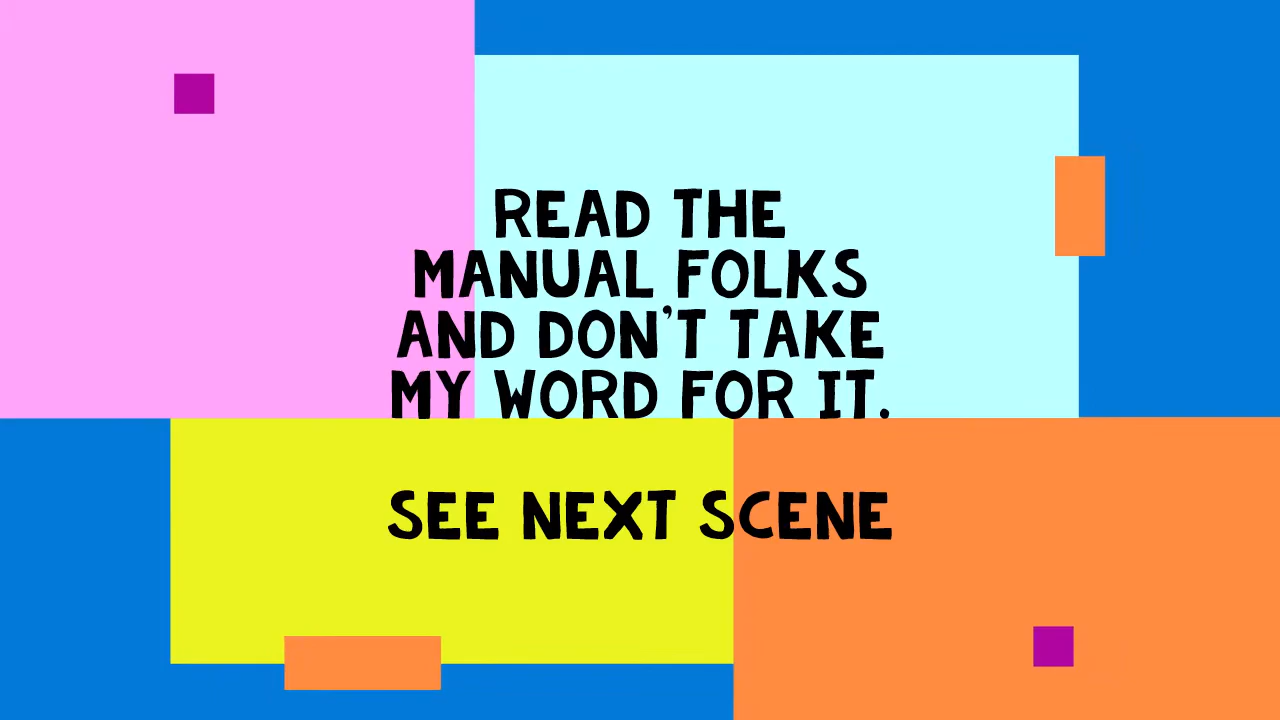 READ THE
MANUAL FOLKS
AND DON'T TAKE
MY WORD FOR IT.
SEE NEXT SCENE